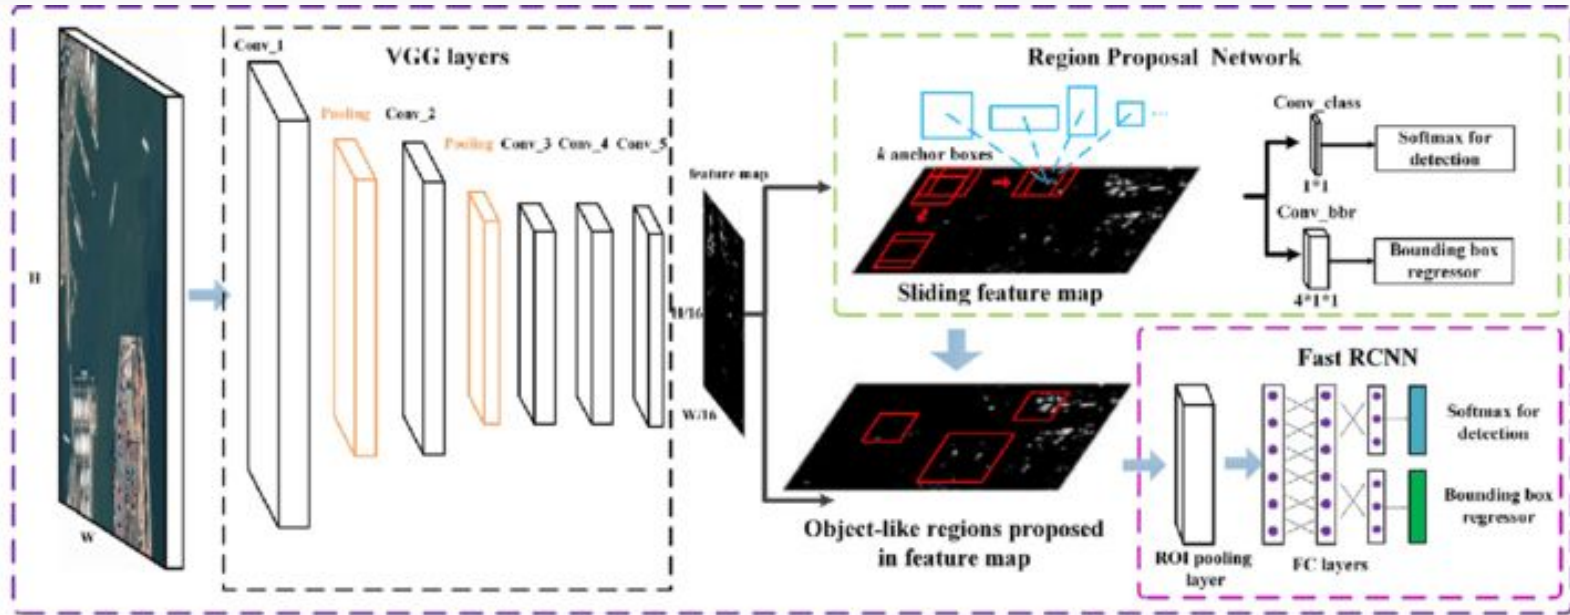 VGG layers
Conv_1
Pooling
Conv_2
Pooling
Conv_3
Conv_4
Conv_5
H
W
feature map
H/16
W/16
Region Proposal Network
k anchor boxes
...
Sliding feature map
Conv_class
1*1
Softmax for
detection
Conv_bbr
4*1*1
Bounding box
regressor
Object-like regions proposed
in feature map
Fast RCNN
ROI pooling
layer
FC layers
Softmax for
detection
Bounding box
regressor